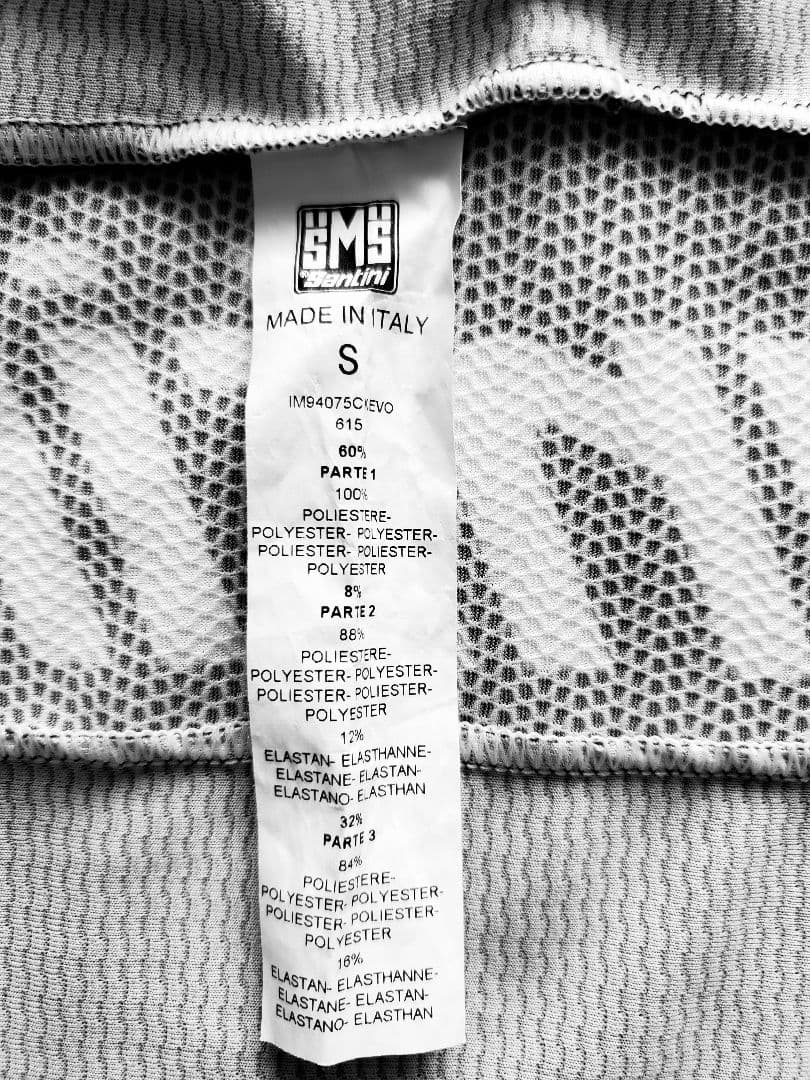 SMS
Santini
MADE IN ITALY
S
IM94075CKEVO
615
60%
PARTE 1
100%
POLIESTERE-
POLYESTER- POLYESTER-
POLIESTER- POLIESTER-
POLYESTER
8%
PARTE 2
88%
POLIESTERE-
POLYESTER- POLYESTER-
POLIESTER- POLIESTER-
POLYESTER
12%
ELASTAN- ELASTHANNE-
ELASTANE- ELASTAN-
ELASTANO- ELASTHAN
32%
PARTE 3
84%
POLIESTERE-
POLYESTER- POLYESTER-
POLIESTER- POLIESTER-
POLYESTER
16%
ELASTAN- ELASTHANNE-
ELASTANE- ELASTAN-
ELASTANO- ELASTHAN